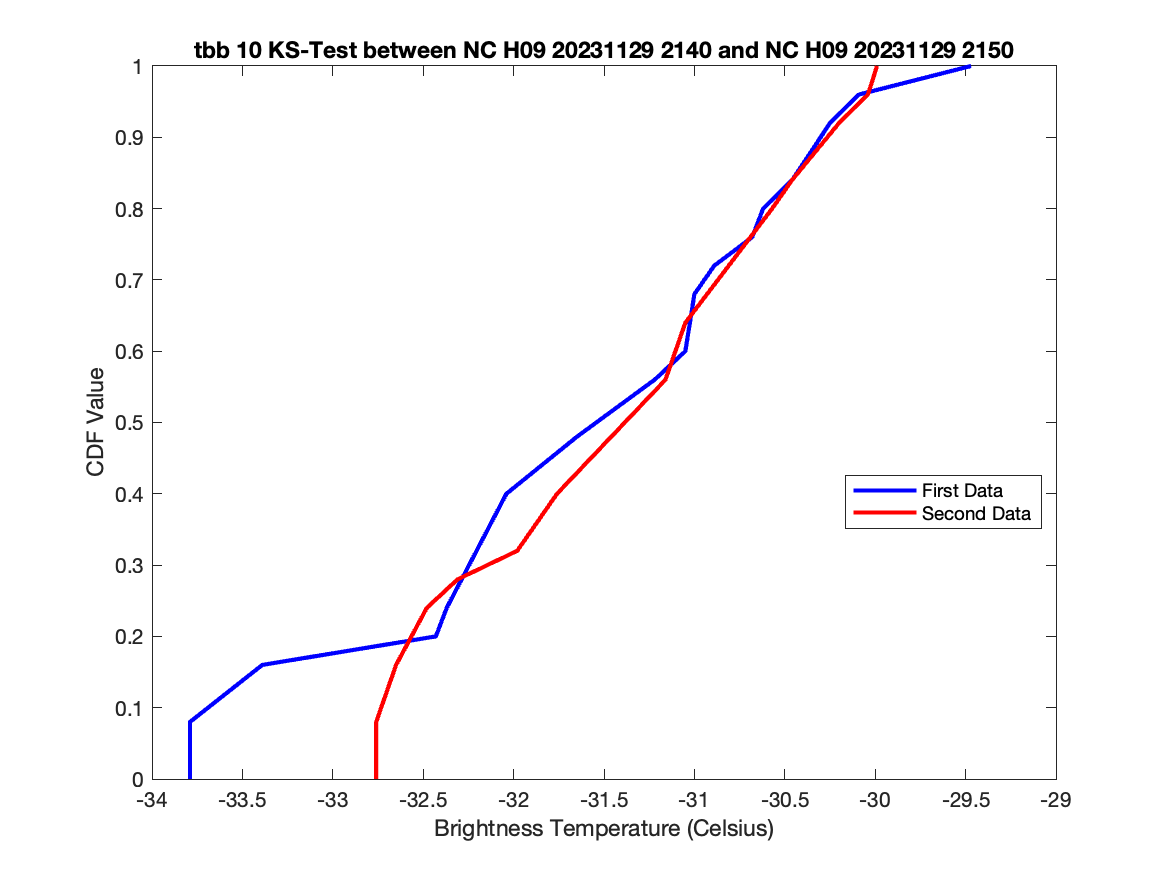 tbb 10 KS-Test between NC H09 20231129 2140 and NC H09 20231129 2150
1
0.9
0.8
0.7
0.6
0.5
0.4
0.3
0.2
0.1
0
CDF Value
First Data
Second Data
-34 -33.5 -33 -32.5 -32 -31.5 -31 -30.5 -30 -29.5 -29
Brightness Temperature (Celsius)